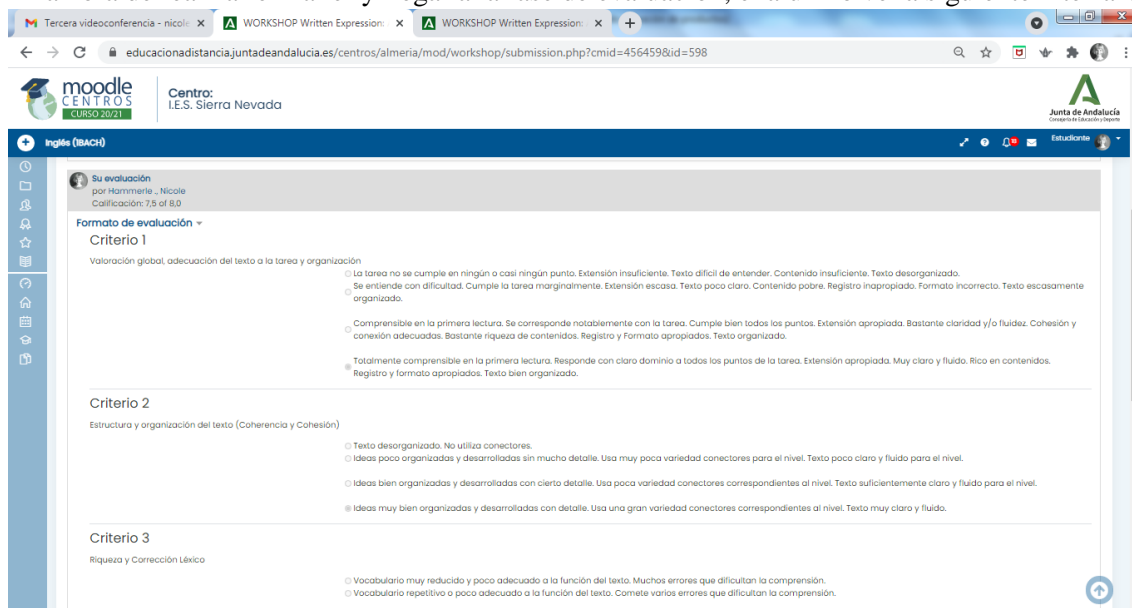 Tercera videoconferencia - nicole
WORKSHOP Written Expression:
WORKSHOP Written Expression:
educacionadistancia.juntadeandalucia.es/centros/almeria/mod/workshop/submission.php?cmid=456459&id=598
moodle
CENTROS
CURSO 20/21
Centro:
I.E.S. Sierra Nevada
Junta de Andalucía
Consejería de Educación y Deporte
Inglés (1BACH)
Estudiante
Su evaluación
por Hammerle ., Nicole
Calificación: 7,5 of 8,0
Formato de evaluación
Criterio 1
Valoración global, adecuación del texto a la tarea y organización
La tarea no se cumple en ningún o casi ningún punto. Extensión insuficiente. Texto difícil de entender. Contenido insuficiente. Texto desorganizado.
Se entiende con dificultad. Cumple la tarea marginalmente. Extensión escasa. Texto poco claro. Contenido pobre. Registro inapropiado. Formato incorrecto. Texto escasamente
organizado.
Comprensible en la primera lectura. Se corresponde notablemente con la tarea. Cumple bien todos los puntos. Extensión apropiada. Bastante claridad y/o fluidez. Cohesión y
conexión adecuadas. Bastante riqueza de contenidos. Registro y Formato apropiados. Texto organizado.
Totalmente comprensible en la primera lectura. Responde con claro dominio a todos los puntos de la tarea. Extensión apropiada. Muy claro y fluido. Rico en contenidos.
Registro y formato apropiados. Texto bien organizado.
Criterio 2
Estructura y organización del texto (Coherencia y Cohesión)
Texto desorganizado. No utiliza conectores.
Ideas poco organizadas y desarrolladas sin mucho detalle. Usa muy poca variedad conectores para el nivel. Texto poco claro y fluido para el nivel.
Ideas bien organizadas y desarrolladas con cierto detalle. Usa poca variedad conectores correspondientes al nivel. Texto suficientemente claro y fluido para el nivel.
Ideas muy bien organizadas y desarrolladas con detalle. Usa una gran variedad conectores correspondientes al nivel. Texto muy claro y fluido.
Criterio 3
Riqueza y Corrección Léxico
Vocabulario muy reducido y poco adecuado a la función del texto. Muchos errores que dificultan la comprensión.
Vocabulario repetitivo o poco adecuado a la función del texto. Comete varios errores que dificultan la comprensión.